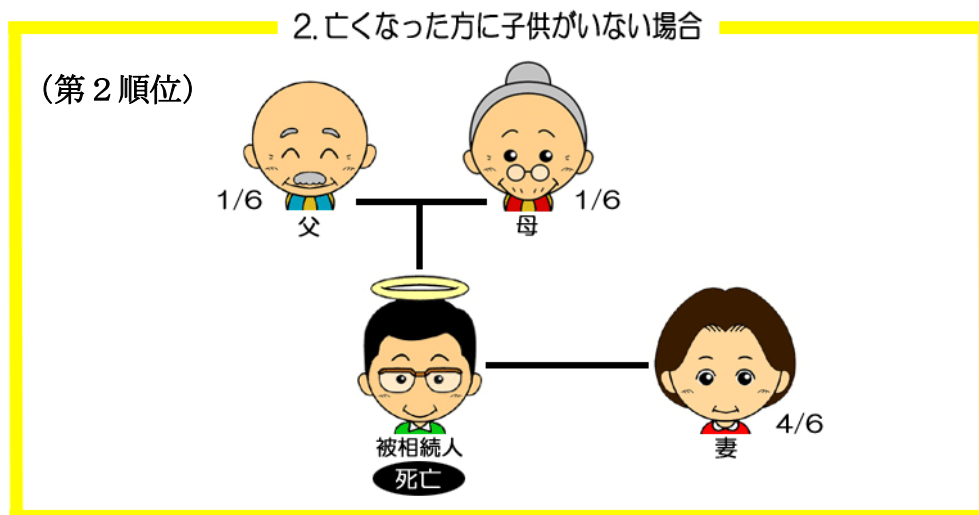 2.亡くなった方に子供がいない場合
(第2順位)
1/6
父
1/6
母
被相続人
死亡
4/6
妻